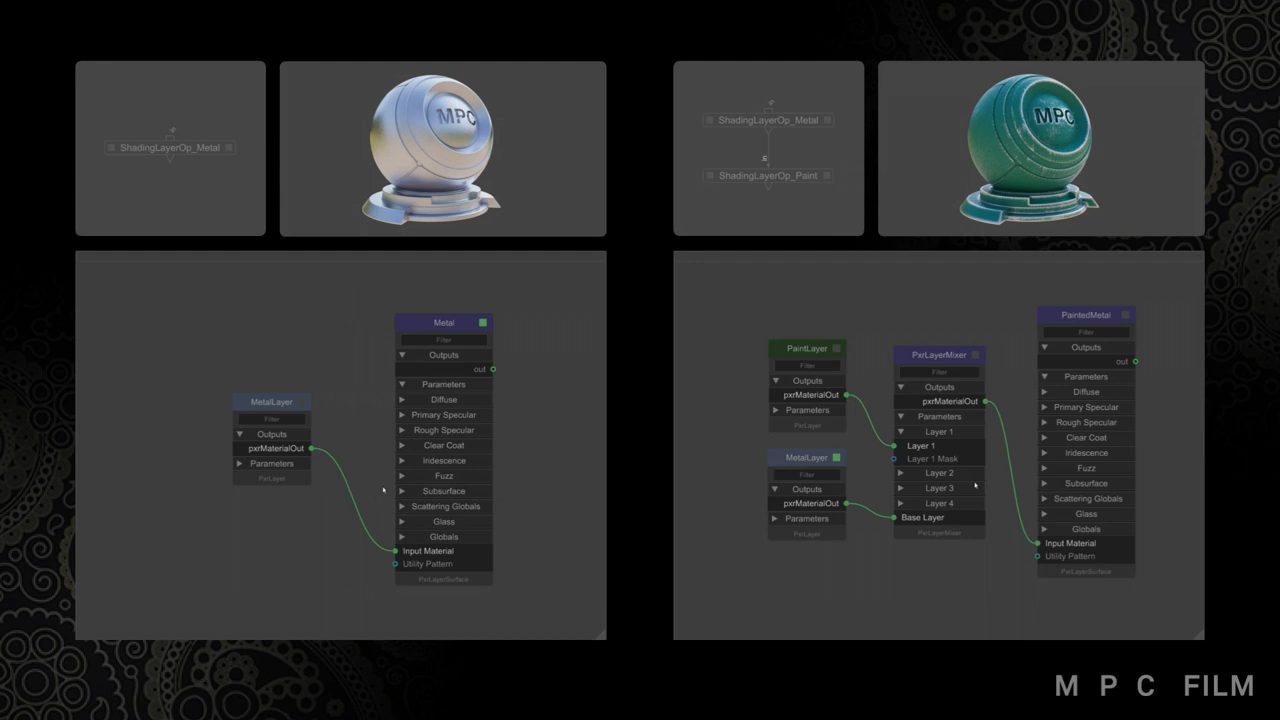 ShadingLayerOp_Metal
MPC
MetalLayer
Filter
Outputs
pxrMaterialOut
Parameters
PxrLayer
Metal
Filter
Outputs
out
Parameters
Diffuse
Primary Specular
Rough Specular
Clear Coat
Iridescence
Fuzz
Subsurface
Scattering Globals
Glass
Globals
Input Material
Utility Pattern
PxrLayerSurface
ShadingLayerOp_Metal
in
ShadingLayerOp_Paint
MPC
PaintLayer
Filter
Outputs
pxrMaterialOut
Parameters
PxrLayer
MetalLayer
Filter
Outputs
pxrMaterialOut
Parameters
PxrLayer
PxrLayerMixer
Filter
Outputs
pxrMaterialOut
Parameters
Layer 1
Layer 1
Layer 1 Mask
Layer 2
Layer 3
Layer 4
Base Layer
PxrLayerMixer
PaintedMetal
Filter
Outputs
out
Parameters
Diffuse
Primary Specular
Rough Specular
Clear Coat
Iridescence
Fuzz
Subsurface
Scattering Globals
Glass
Globals
Input Material
Utility Pattern
PxrLayerSurface
MPC FILM